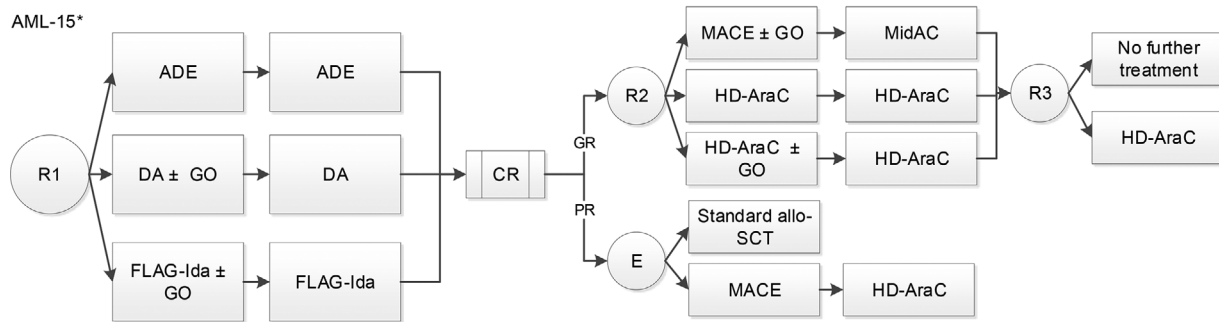 AML-15*
R1
ADE
ADE
DA ±  GO
DA
FLAG-Ida ±
GO
FLAG-Ida
CR
GR
PR
R2
MACE ± GO
MidAC
HD-AraC
HD-AraC
HD-AraC  ±
GO
HD-AraC
R3
No further
treatment
HD-AraC
E
Standard allo-
SCT
MACE
HD-AraC